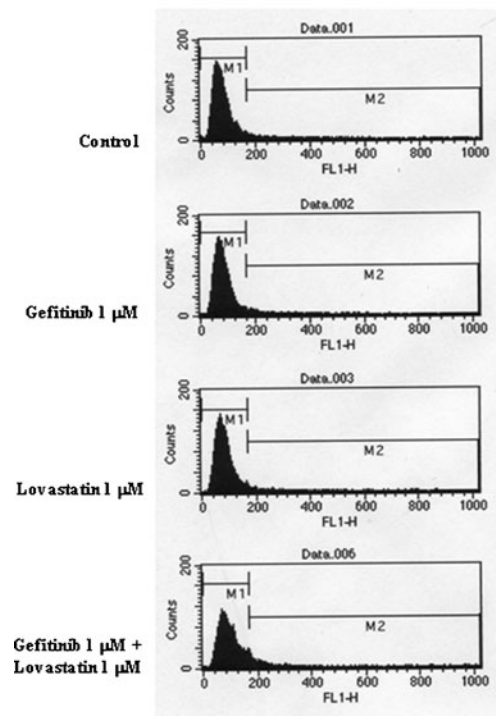 Data.001
200
M1
M2
Counts
0
0 200 400 600 800 1000
FL1-H
Control
Data.002
200
M1
M2
Counts
0
0 200 400 600 800 1000
FL1-H
Gefitinib 1 μM
Data.003
200
M1
M2
Counts
0
0 200 400 600 800 1000
FL1-H
Lovastatin 1 μM
Data.006
200
M1
M2
Counts
0
0 200 400 600 800 1000
FL1-H
Gefitinib 1 μM +
Lovastatin 1 μM